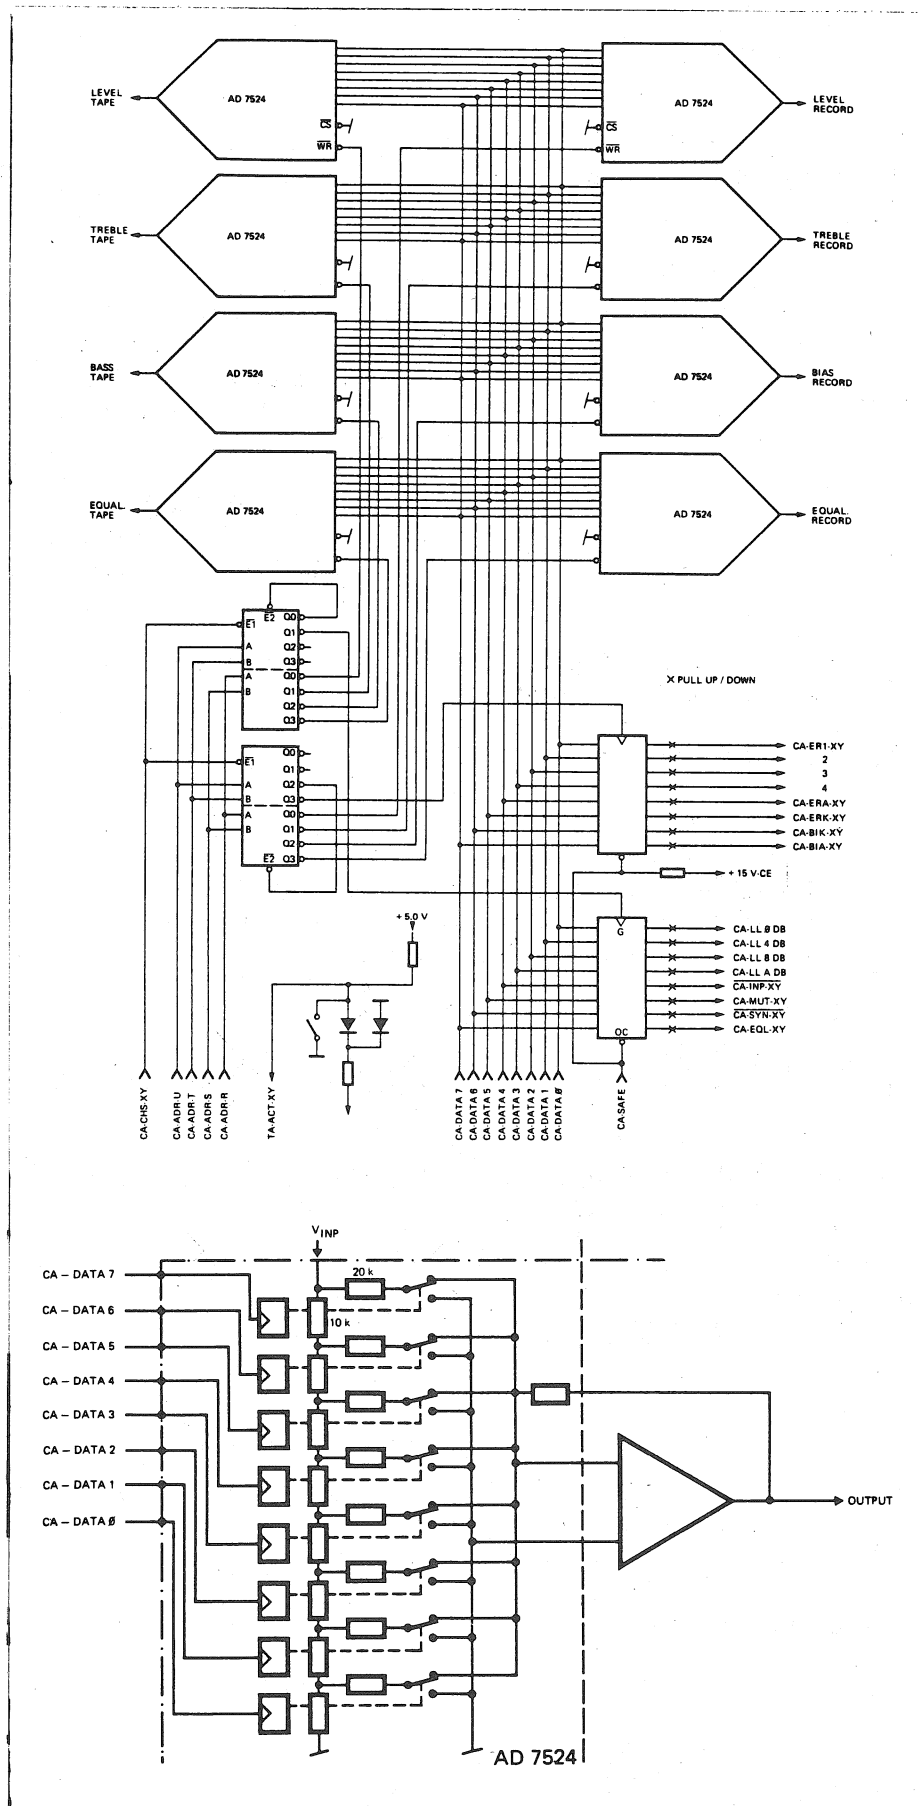 LEVEL TAPE
AD 7524
CS
WR
AD 7524
CS
WR
LEVEL RECORD
TREBLE TAPE
AD 7524
AD 7524
TREBLE RECORD
BASS TAPE
AD 7524
AD 7524
BIAS RECORD
EQUAL. TAPE
AD 7524
AD 7524
EQUAL. RECORD
E2
E1
A
B
A
B
Q0
Q1
Q2
Q3
Q0
Q1
Q2
Q3
E1
A
B
A
B
E2
Q0
Q1
Q2
Q3
Q0
Q1
Q2
Q3
X PULL UP / DOWN
CA-ER1-XY
2
3
4
CA-ERA-XY
CA-ERK-XY
CA-BIK-XY
CA-BIA-XY
+ 15 V-CE
+ 5.0 V
G
OC
CA-LL 0 DB
CA-LL 4 DB
CA-LL 8 DB
CA-LL A DB
CA-INP-XY
CA-MUT-XY
CA-SYN-XY
CA-EQL-XY
CA-CHS-XY
CA-ADR-U
CA-ADR-T
CA-ADR-S
CA-ADR-R
TA-ACT-XY
CA-DATA 7
CA-DATA 6
CA-DATA 5
CA-DATA 4
CA-DATA 3
CA-DATA 2
CA-DATA 1
CA-DATA Ø
CA-SAFE
VINP
CA – DATA 7
CA – DATA 6
CA – DATA 5
CA – DATA 4
CA – DATA 3
CA – DATA 2
CA – DATA 1
CA – DATA Ø
20 k
10 k
OUTPUT
AD 7524